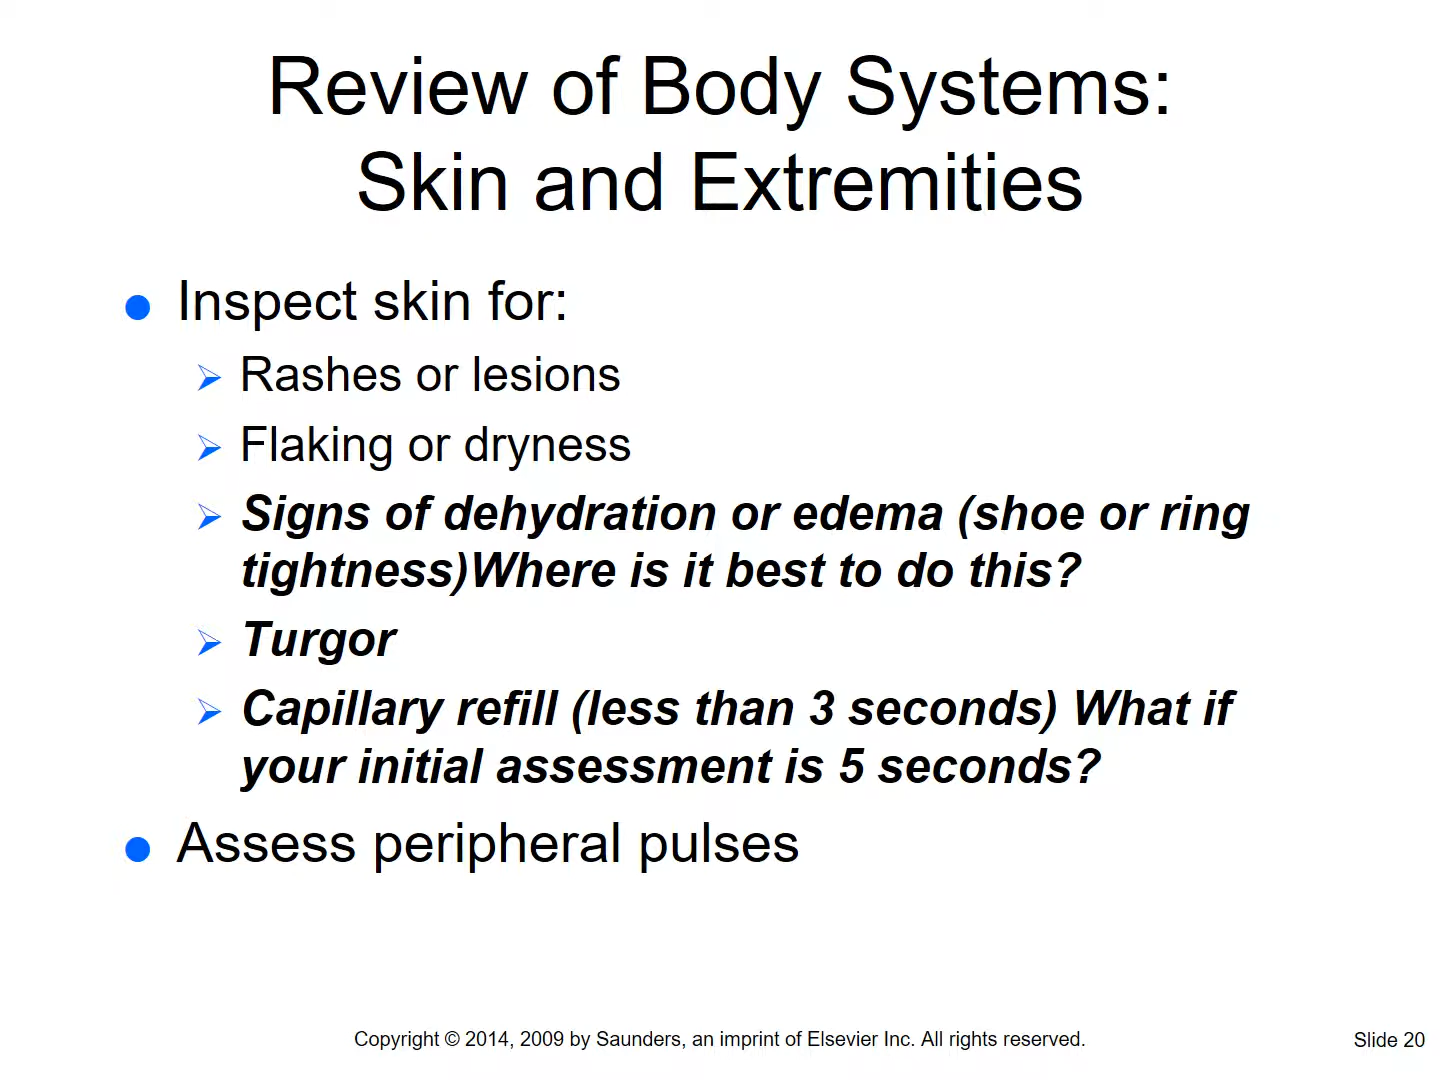 Review of Body Systems:
Skin and Extremities
Inspect skin for:
Rashes or lesions
Flaking or dryness
Signs of dehydration or edema (shoe or ring
tightness)Where is it best to do this?
Turgor
Capillary refill (less than 3 seconds) What if
your initial assessment is 5 seconds?
Assess peripheral pulses
Copyright © 2014, 2009 by Saunders, an imprint of Elsevier Inc. All rights reserved.
Slide 20